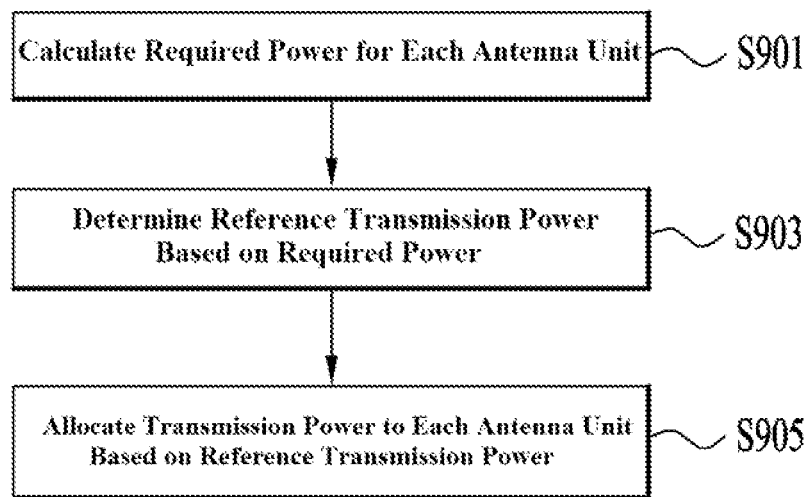 Calculate Required Power for Each Antenna Unit
S901
Determine Reference Transmission Power
Based on Required Power
S903
Allocate Transmission Power to Each Antenna Unit
Based on Reference Transmission Power
S905